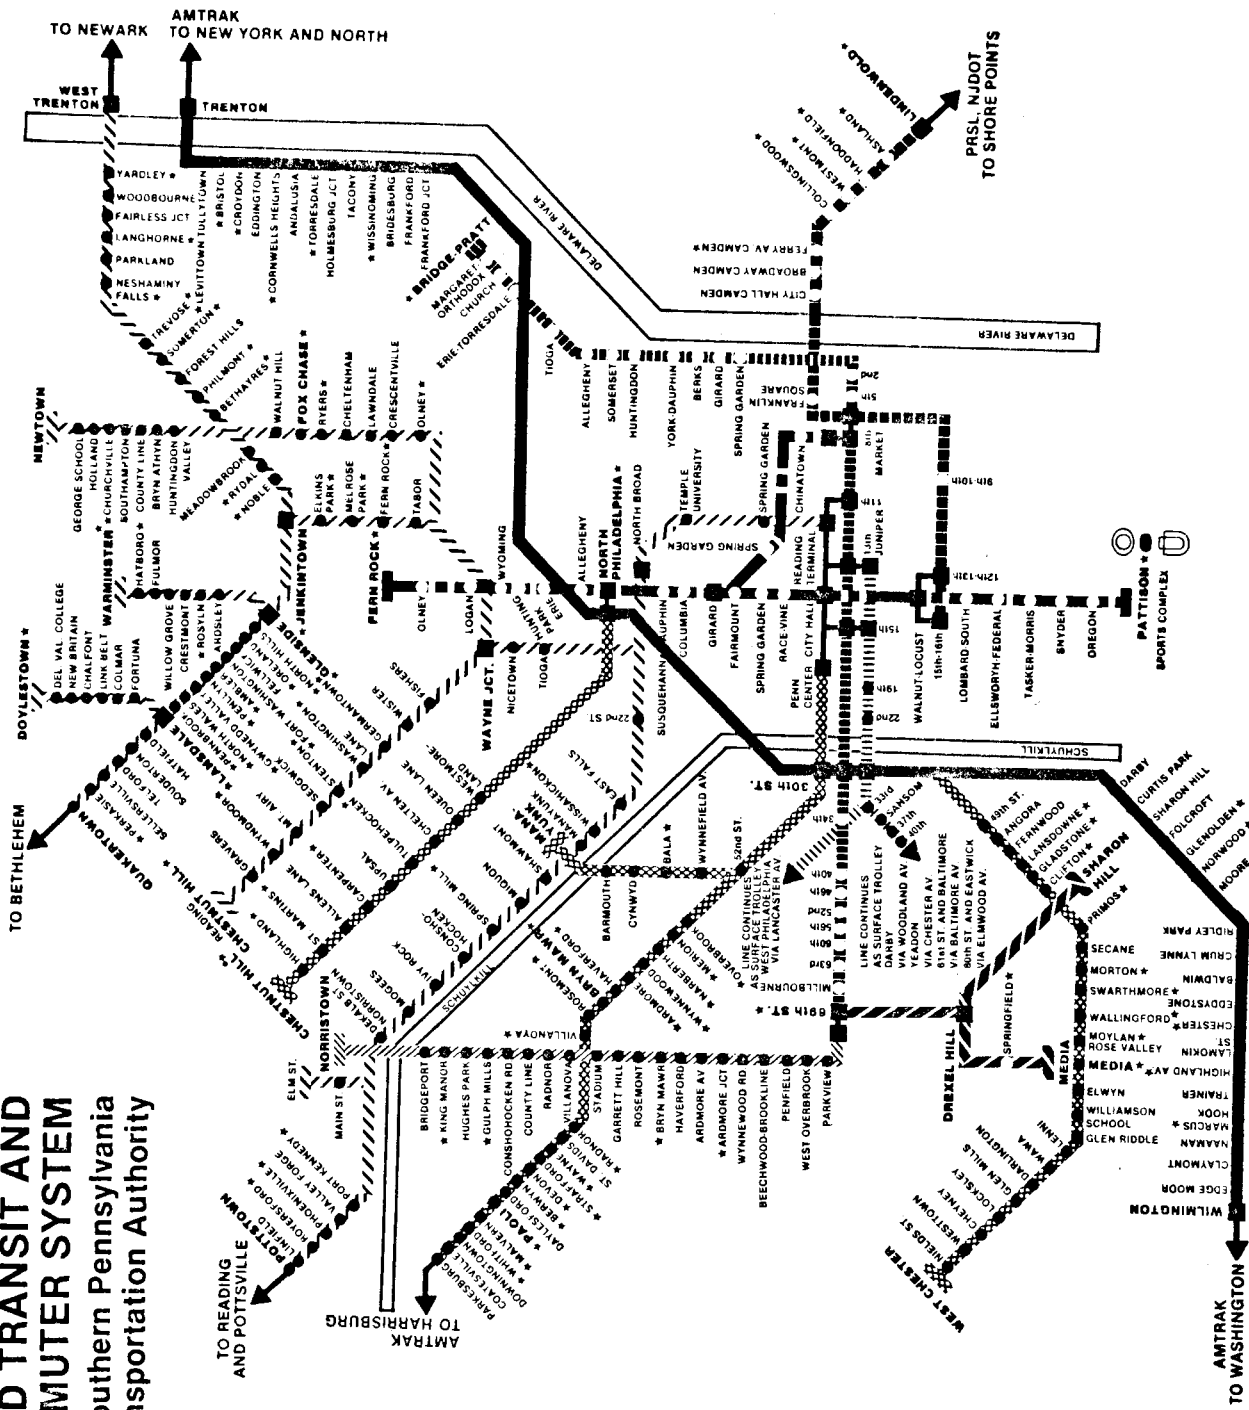 D TRANSIT AND
MUTER SYSTEM
outhern Pennsylvania
nsportation Authority
TO NEWARK
AMTRAK
TO NEW YORK AND NORTH
WEST
TRENTON
TRENTON
YARDLEY★
WOODBOURNE
FAIRLESS JCT
LANGHORNE★
PARKLAND
NESHAMINY
FALLS★
TREVOSE★
SOMERTON★
FOREST HILLS
PHILMONT★
BETHAYRES★
LEVITTOWN TULLYTOWN
★BRISTOL
★CROYDON
EDDINGTON
★CORNWELLS HEIGHTS
ANDALUSIA
★TORRESDALE
HOLMESBURG JCT
TACONY
★WISSINOMING
BRIDESBURG
FRANKFORD
FRANKFORD JCT
DELAWARE RIVER
DELAWARE RIVER
★BRIDGE-PRATT
MARGARET-
ORTHODOX
CHURCH
ERIE-TORRESDALE
TIOGA
ALLEGHENY
SOMERSET
HUNTINGDON
YORK-DAUPHIN
BERKS
GIRARD
SPRING GARDEN
2nd
5th
8th
MARKET
11th
13th
JUNIPER
15th
19th
22nd
30th ST.
LINDENWOLD★
ASHLAND★
HADDONFIELD★
WESTMONT★
COLLINGSWOOD
FERRY AV CAMDEN★
BROADWAY CAMDEN
CITY HALL CAMDEN
FRANKLIN
SQUARE
9th-10th
12th-13th
15th-16th
PRSL, NJDOT
TO SHORE POINTS
NEWTOWN
GEORGE SCHOOL
HOLLAND
★CHURCHVILLE
SOUTHAMPTON
COUNTY LINE
BRYN ATHYN
HUNTINGDON
VALLEY
WALNUT HILL
FOX CHASE★
RYERS★
CHELTENHAM
LAWNDALE
CRESCENTVILLE
OLNEY★
MEADOWBROOK
★RYDAL
★NOBLE
★JENKINTOWN
ELKINS
PARK★
MELROSE
PARK★
FERN ROCK★
TABOR
WARMINSTER
★HATBORO
FULMOR
WILLOW GROVE
CRESTMONT
★ROSLYN
ARDSLEY
★GLENSIDE
DOYLESTOWN★
DEL VAL. COLLEGE
NEW BRITAIN
CHALFONT
LINK BELT
COLMAR
FORTUNA
★LANSDALE
★PENNBROOK
★NORTH WALES
★GWYNEDD VALLEY
★PENLLYN
★AMBLER
★FORT WASHINGTON
★FELLWICK
★ORELAND
★NORTH HILLS
TO BETHLEHEM
QUAKERTOWN
★PERKASIE
SOUDERTON
TELFORD
HATFIELD
FERN ROCK★
OLNEY
LOGAN
WYOMING
HUNTING
PARK
ERIE
ALLEGHENY
NORTH
PHILADELPHIA★
NORTH BROAD
SUSQUEHANNA DAUPHIN
COLUMBIA
GIRARD
FAIRMOUNT
SPRING GARDEN
RACE-VINE
CITY HALL
PENN
CENTER
WALNUT-LOCUST
LOMBARD-SOUTH
ELLSWORYH-FEDERAL
TASKER-MORRIS
SNYDER
OREGON
PATTISON★
SPORTS COMPLEX
TEMPLE
UNIVERSITY
SPRING GARDEN
SPRING GARDEN
CHINATOWN
READING
TERMINAL
WAYNE JCT.
NICETOWN
TIOGA
22nd ST.
FISHERS
WISTER
GERMANTOWN
WASHINGTON LANE
STENTON★
SEDGWICK★
MT. AIRY
WYNDMOOR★
GRAVERS
READING
CHESTNUT HILL★
CHESTNUT HILL★
HIGHLAND★
ST MARTINS★
ALLENS LANE
CARPENTER★
UPSAL
TULPEHOCKEN★
CHELTEN AV.
QUEEN LANE
WESTMORE-
LAND
EAST FALLS
WISSAHICKON★
MANAYUNK
SHAWMONT
MIQUON
SPRING MILL★
CONSHO-
HOCKEN
IVY ROCK
MOGEES
DEKALB ST
NORRISTOWN
NORRISTOWN
ELM ST.
MAIN ST.
SCHUYLKILL
SCHUYLKILL
PORT KENNEDY★
VALLEY FORGE
PHOENIXVILLE★
ROYERSFORD★
LINFIELD
POTTSTOWN
TO READING
AND POTTSVILLE
MANA-
YUNK
BARMOUTH
CYNWYD
BALA★
WYNNEFIELD AV.
52nd ST.
BRIDGEPORT
★KING MANOR
HUGHES PARK
★GULPH MILLS
CONSHOHOCKEN RD
COUNTY LINE
RADNOR
VILLANOVA
STADIUM
GARRETT HILL
ROSEMONT
★BRYN MAWR
HAVERFORD
ARDMORE AV
★ARDMORE JCT
WYNNEWOOD RD
BEECHWOOD-BROOKLINE
PENFIELD
WEST OVERBROOK
PARKVIEW
★OVERBROOK
★MERION
★NARBERTH
★WYNNEWOOD
★ARDMORE
HAVERFORD★
BRYN MAWR★
ROSEMONT★
VILLANOVA★
★RADNOR
ST DAVIDS
★WAYNE
★STRAFFORD
★DEVON
★BERWYN
DAYLESFORD
★PAOLI
★MALVERN
★WHITFORD
DOWNINGTOWN
COATESVILLE
PARKESBURG
AMTRAK
TO HARRISBURG
★69th ST.
MILLBOURNE
63rd
60th
56th
52nd
46th
40th
34th
LINE CONTINUES
AS SURFACE TROLLEY
WEST PHILADELPHIA
VIA LANCASTER AV
33rd
SANSOM
37th
40th
LINE CONTINUES
AS SURFACE TROLLEY
DARBY
VIA WOODLAND AV.
YEADON
VIA CHESTER AV.
61st ST. AND BALTIMORE
VIA BALTIMORE AV.
80th ST. AND EASTWICK
VIA ELMWOOD AV.
DREXEL HILL
SPRINGFIELD★
MEDIA
SHARON
HILL
49th ST.
ANGORA
FERNWOOD
LANSDOWNE★
GLADSTONE★
CLIFTON★
PRIMOS★
SECANE
MORTON★
SWARTHMORE★
WALLINGFORD★
MOYLAN★
ROSE VALLEY
MEDIA★
ELWYN
WILLIAMSON
SCHOOL
GLEN RIDDLE
LENNI
WAWA
DARLINGTON
GLEN MILLS
LOCKSLEY
CHEYNEY
WESTTOWN
NIELDS ST
WEST CHESTER
DARBY
CURTIS PARK
SHARON HILL
FOLCROFT
GLENOLDEN★
NORWOOD★
MOORE
RIDLEY PARK
CRUM LYNNE
BALDWIN
EDDYSTONE
CHESTER★
LAMOKIN
ST.
HIGHLAND AV★
TRAINER
MARCUS★
HOOK
NAAMAN
CLAYMONT
EDGE MOOR
WILMINGTON
AMTRAK
TO WASHINGTON